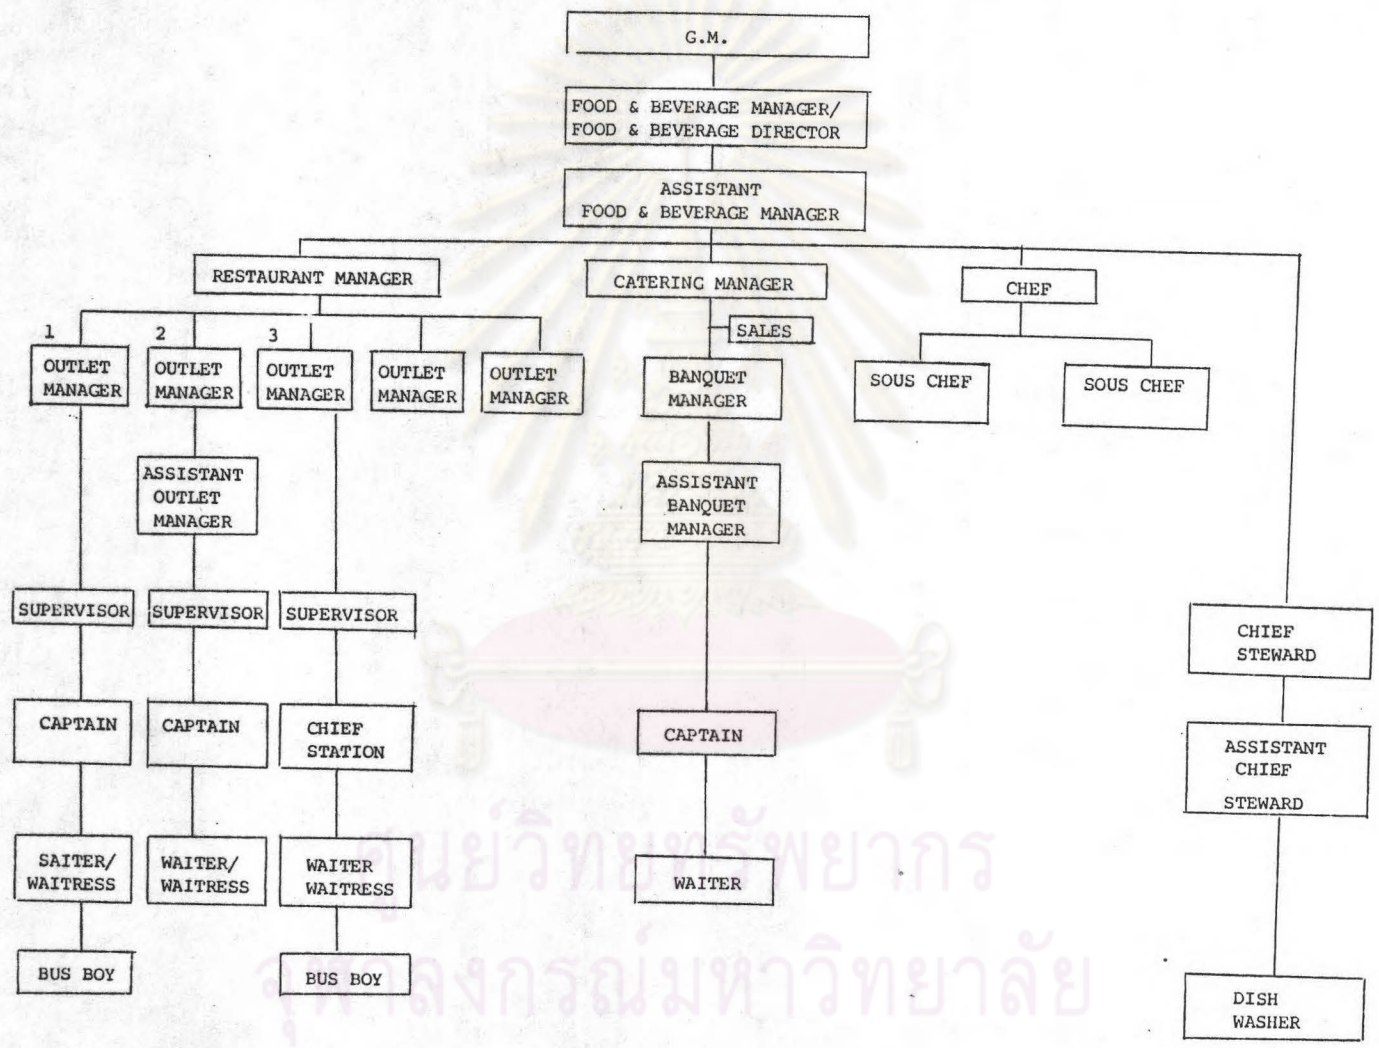 G.M.
FOOD & BEVERAGE MANAGER/
FOOD & BEVERAGE DIRECTOR
ASSISTANT
FOOD & BEVERAGE MANAGER
RESTAURANT MANAGER
CATERING MANAGER
CHEF
SALES
1
2
3
OUTLET
MANAGER
OUTLET
MANAGER
OUTLET
MANAGER
OUTLET
MANAGER
OUTLET
MANAGER
BANQUET
MANAGER
SOUS CHEF
SOUS CHEF
ASSISTANT
OUTLET
MANAGER
ASSISTANT
BANQUET
MANAGER
SUPERVISOR
SUPERVISOR
SUPERVISOR
CHIEF
STEWARD
CAPTAIN
CAPTAIN
CHIEF
STATION
CAPTAIN
ASSISTANT
CHIEF
STEWARD
SAITER/
WAITRESS
WAITER/
WAITRESS
WAITER
WAITRESS
WAITER
BUS BOY
BUS BOY
DISH
WASHER
ศูนย์วิทยทรัพยากร
จุฬาลงกรณ์มหาวิทยาลัย